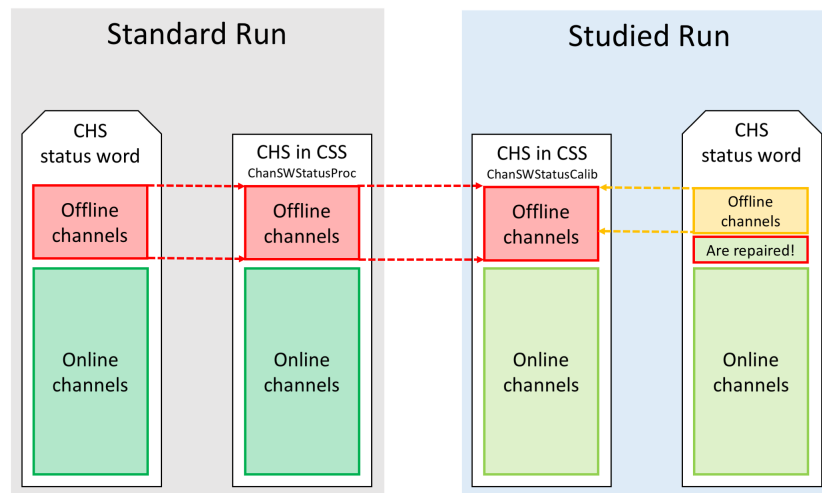 Standard Run
CHS
status word
Offline
channels
Online
channels
CHS in CSS
ChanSWStatusProc
Offline
channels
Online
channels
Studied Run
CHS in CSS
ChanSWStatusCalib
Offline
channels
Online
channels
CHS
status word
Offline
channels
Are repaired!
Online
channels